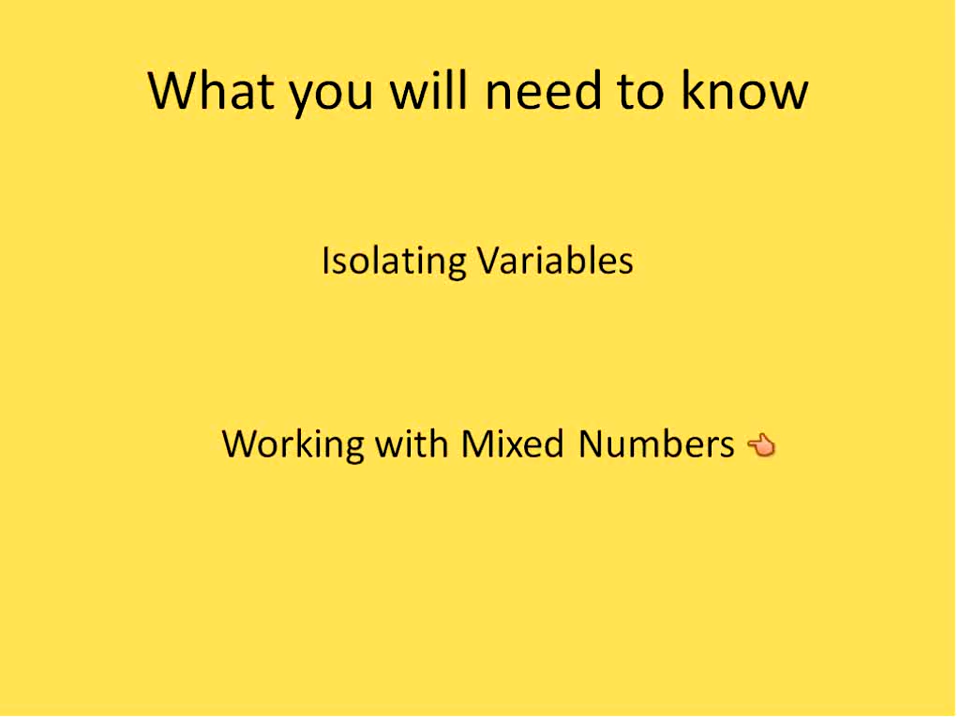 What you will need to know
Isolating Variables
Working with Mixed Numbers